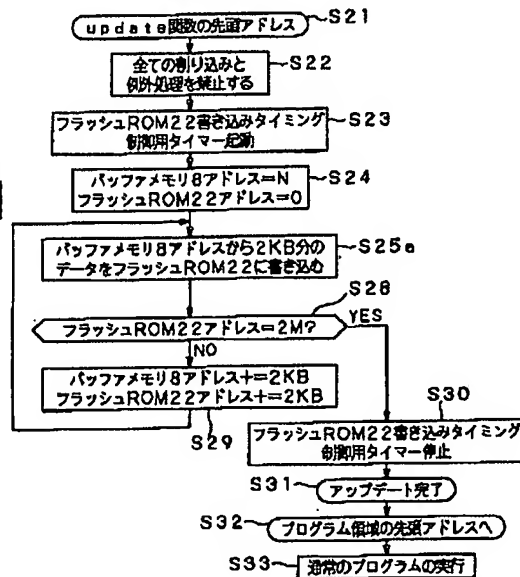 update関数の先頭アドレス
S21
全ての割り込みと
例外処理を禁止する
S22
フラッシュROM22書き込みタイミング
制御用タイマー起動
S23
バッファメモリ8アドレス=N
フラッシュROM22アドレス=0
S24
バッファメモリ8アドレスから2KB分の
データをフラッシュROM22に書き込む
S25a
S28
フラッシュROM22アドレス=2M?
YES
NO
バッファメモリ8アドレス+=2KB
フラッシュROM22アドレス+=2KB
S29
S30
フラッシュROM22書き込みタイミング
制御用タイマー停止
S31
アップデート完了
S32
プログラム領域の先頭アドレスへ
S33
通常のプログラムの実行